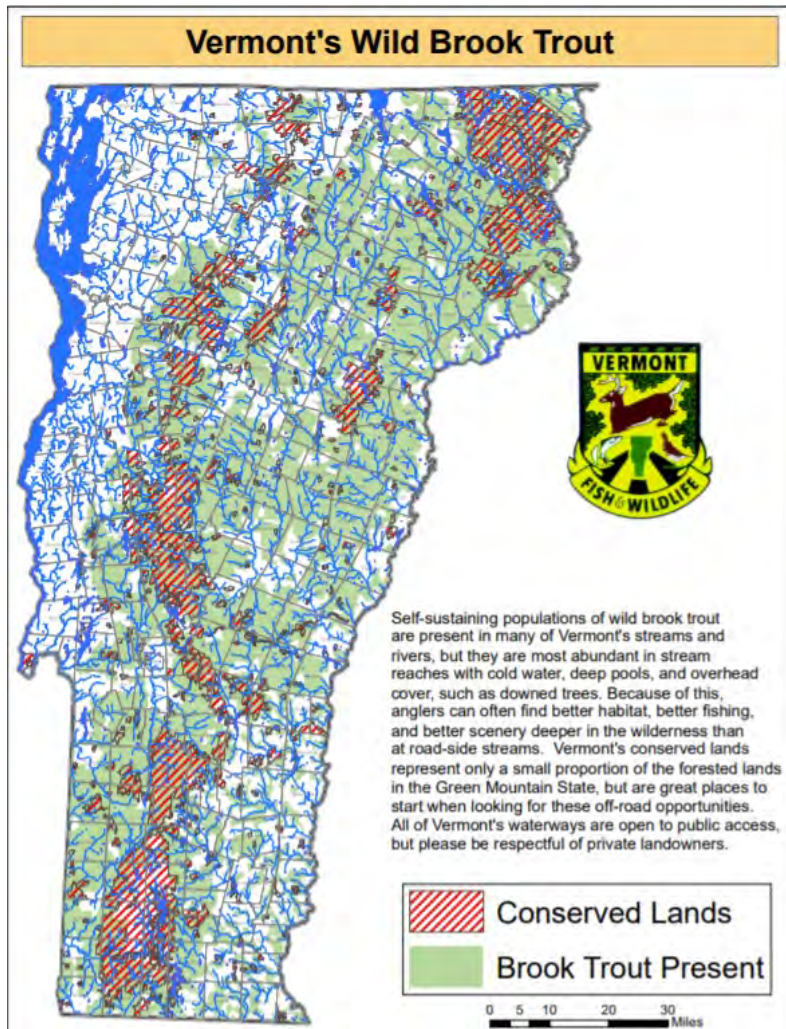 Vermont's Wild Brook Trout
VERMONT
FISH & WILDLIFE
Self-sustaining populations of wild brook trout
are present in many of Vermont's streams and
rivers, but they are most abundant in stream
reaches with cold water, deep pools, and overhead
cover, such as downed trees. Because of this,
anglers can often find better habitat, better fishing,
and better scenery deeper in the wilderness than
at road-side streams. Vermont's conserved lands
represent only a small proportion of the forested lands
in the Green Mountain State, but are great places to
start when looking for these off-road opportunities.
All of Vermont's waterways are open to public access,
but please be respectful of private landowners.
Conserved Lands
Brook Trout Present
0 5 10 20 30
Miles